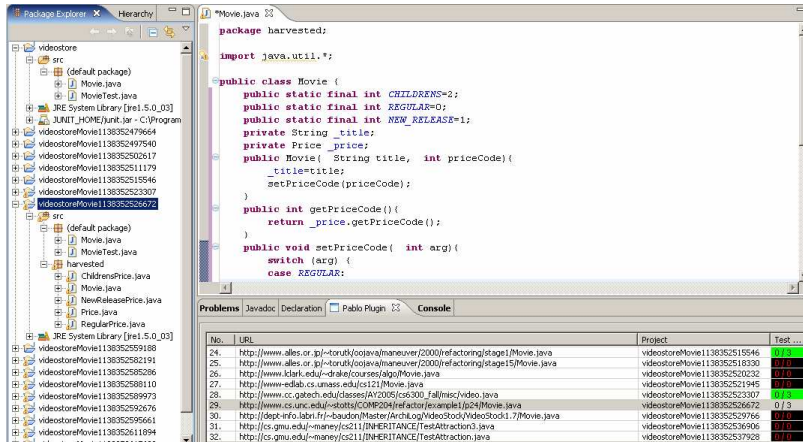 Package Explorer
Hierarchy
videostore
src
(default package)
Movie.java
MovieTest.java
JRE System Library [jre1.5.0_03]
JUNIT_HOME/junit.jar - C:\Program
videostoreMovie1138352479664
videostoreMovie1138352497540
videostoreMovie1138352502617
videostoreMovie1138352511179
videostoreMovie1138352515546
videostoreMovie1138352523307
videostoreMovie1138352526672
src
(default package)
Movie.java
MovieTest.java
harvested
ChildrensPrice.java
Movie.java
NewReleasePrice.java
Price.java
RegularPrice.java
JRE System Library [jre1.5.0_03]
videostoreMovie1138352559188
videostoreMovie1138352582191
videostoreMovie1138352585286
videostoreMovie1138352588110
videostoreMovie1138352589973
videostoreMovie1138352592676
videostoreMovie1138352595661
videostoreMovie1138352611894
*Movie.java
package harvested;
import java.util.*;
public class Movie {
public static final int CHILDRENS=2;
public static final int REGULAR=0;
public static final int NEW_RELEASE=1;
private String _title;
private Price _price;
public Movie( String title, int priceCode){
_title=title;
setPriceCode(priceCode);
}
public int getPriceCode(){
return _price.getPriceCode();
}
public void setPriceCode( int arg){
switch (arg) {
case REGULAR:
Problems Javadoc Declaration Pablo Plugin Console
No. URL Project Test ...
24. http://www.alles.or.jp/~torutk/oojava/maneuver/2000/refactoring/stage1/Movie.java videostoreMovie1138352515546 0 / 3
25. http://www.alles.or.jp/~torutk/oojava/maneuver/2000/refactoring/stage15/Movie.java videostoreMovie1138352518330 0 / 0
26. http://www.lclark.edu/~drake/courses/algo/Movie.java videostoreMovie1138352520232 0 / 0
27. http://www-edlab.cs.umass.edu/cs121/Movie.java videostoreMovie1138352521945 0 / 0
28. http://www.cc.gatech.edu/classes/AY2005/cs6300_fall/misc/video.java videostoreMovie1138352523307 0 / 3
29. http://www.cs.unc.edu/~stotts/COMP204/refactor/example1/p24/Movie.java videostoreMovie1138352526672 0 / 3
30. http://dept-info.labri.fr/~baudon/Master/ArchiLog/VideoStock/VideoStock1.7/Movie.java videostoreMovie1138352529766 0 / 0
31. http://cs.gmu.edu/~maney/cs211/INHERITANCE/TestAttraction3.java videostoreMovie1138352536906 0 / 0
32. http://cs.gmu.edu/~maney/cs211/INHERITANCE/TestAttraction.java videostoreMovie1138352537928 0 / 0